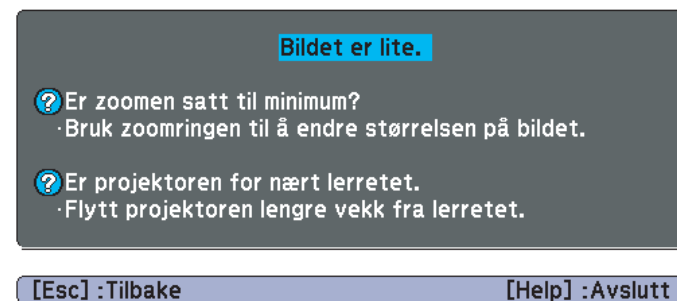 Bildet er lite.
? Er zoomen satt til minimum?
·Bruk zoomringen til å endre størrelsen på bildet.
? Er projektoren for nært lerretet.
·Flytt projektoren lengre vekk fra lerretet.
[Esc] :Tilbake [Help] :Avslutt